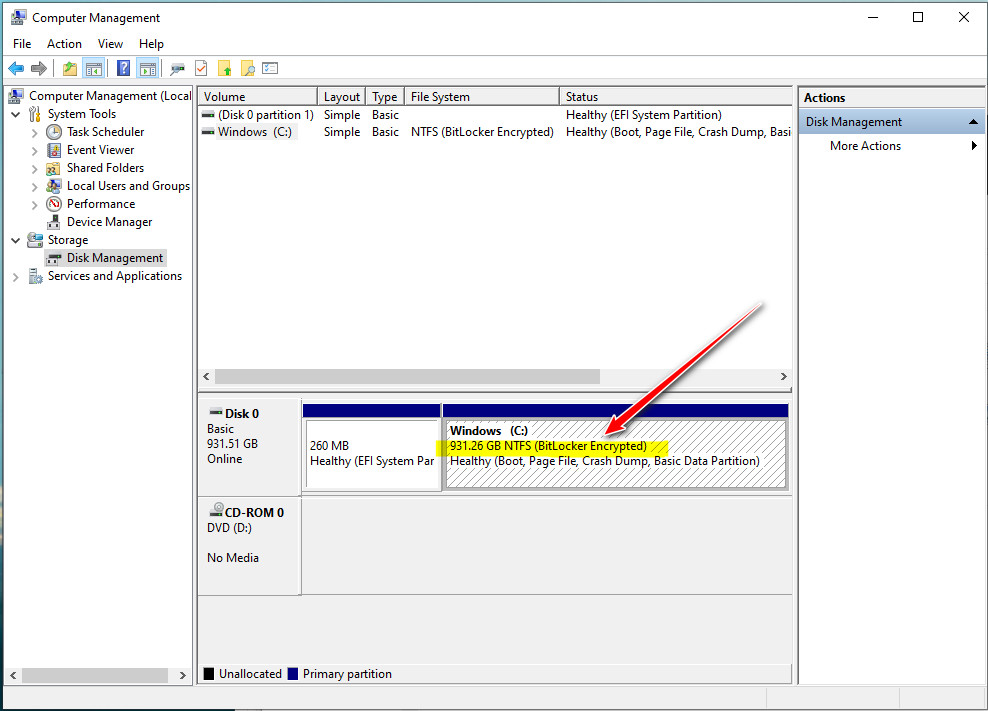 Computer Management
File Action View Help
Computer Management (Local
System Tools
Task Scheduler
Event Viewer
Shared Folders
Local Users and Groups
Performance
Device Manager
Storage
Disk Management
Services and Applications
Volume Layout Type File System Status
(Disk 0 partition 1) Simple Basic Healthy (EFI System Partition)
Windows (C:) Simple Basic NTFS (BitLocker Encrypted) Healthy (Boot, Page File, Crash Dump, Basi
Disk 0
Basic
931.51 GB
Online
260 MB
Healthy (EFI System Par
Windows (C:)
931.26 GB NTFS (BitLocker Encrypted)
Healthy (Boot, Page File, Crash Dump, Basic Data Partition)
CD-ROM 0
DVD (D:)
No Media
Unallocated Primary partition
Actions
Disk Management
More Actions